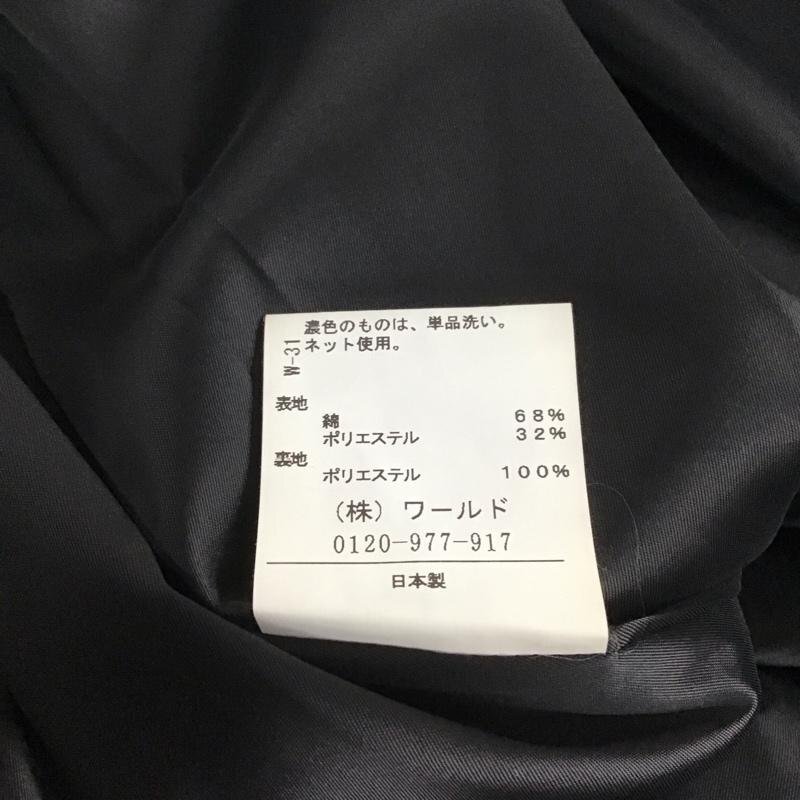 濃色のものは、単品洗い。
ネット使用。
W-31
表地
綿 68%
ポリエステル 32%
裏地
ポリエステル 100%
(株) ワールド
0120-977-917
日本製